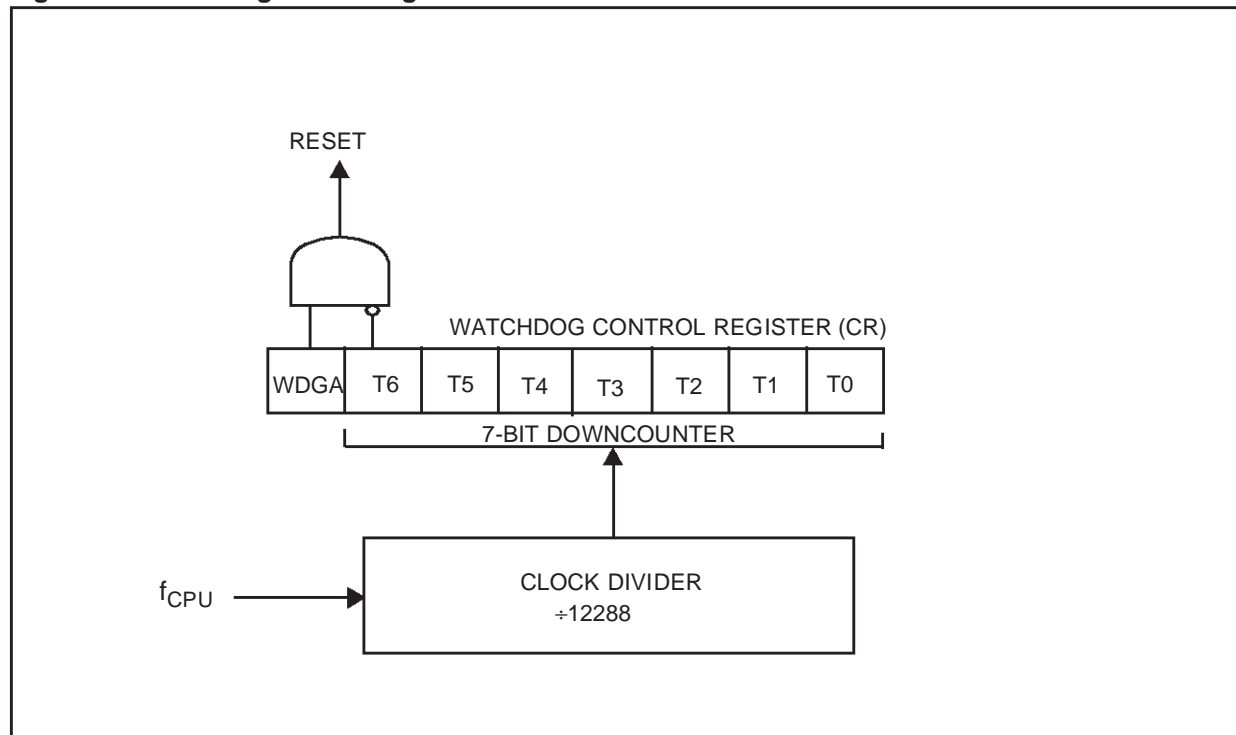 RESET
WATCHDOG CONTROL REGISTER (CR)
WDGA T6 T5 T4 T3 T2 T1 T0
7-BIT DOWNCOUNTER
fCPU
CLOCK DIVIDER
÷12288